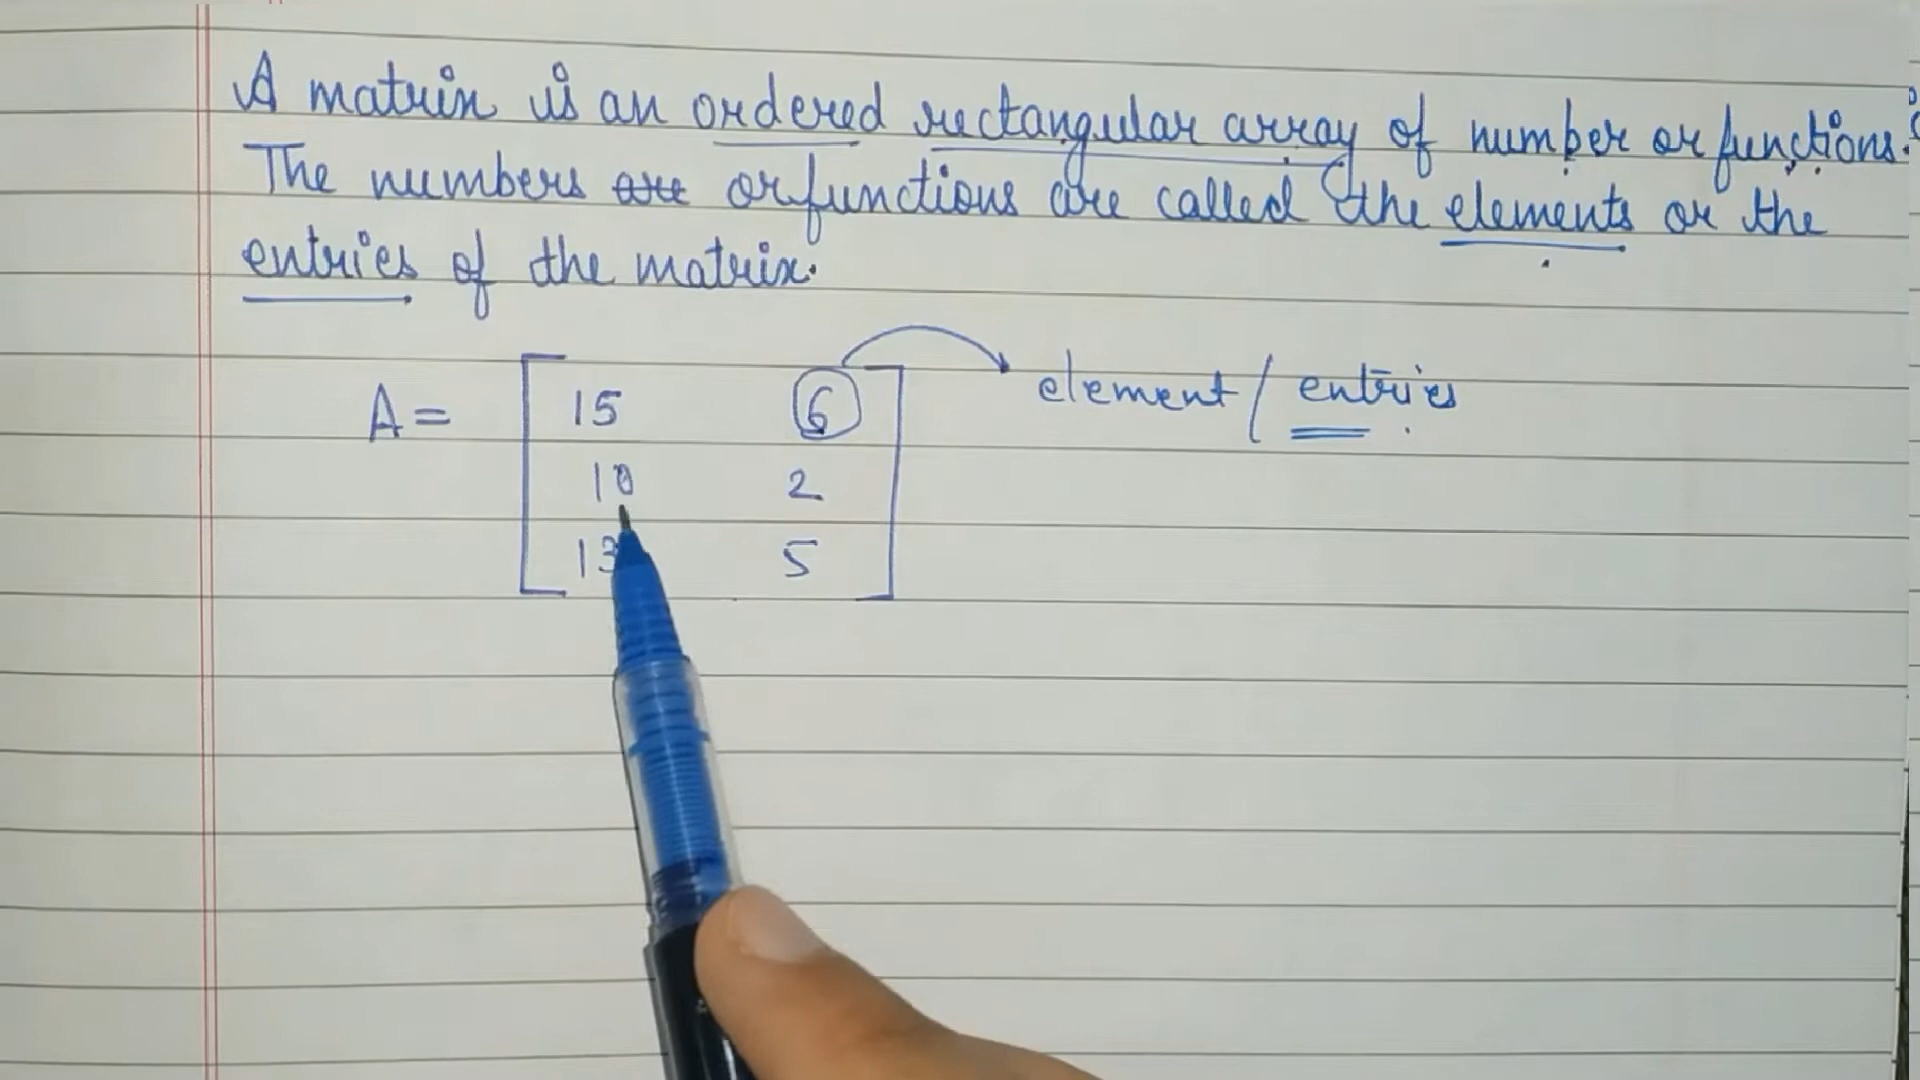 A matrix is an ordered rectangular array of number or functions.
The numbers are or functions are called the elements or the
entries of the matrix.
A = [ 15 6 element / entries
10 2
13 5 ]